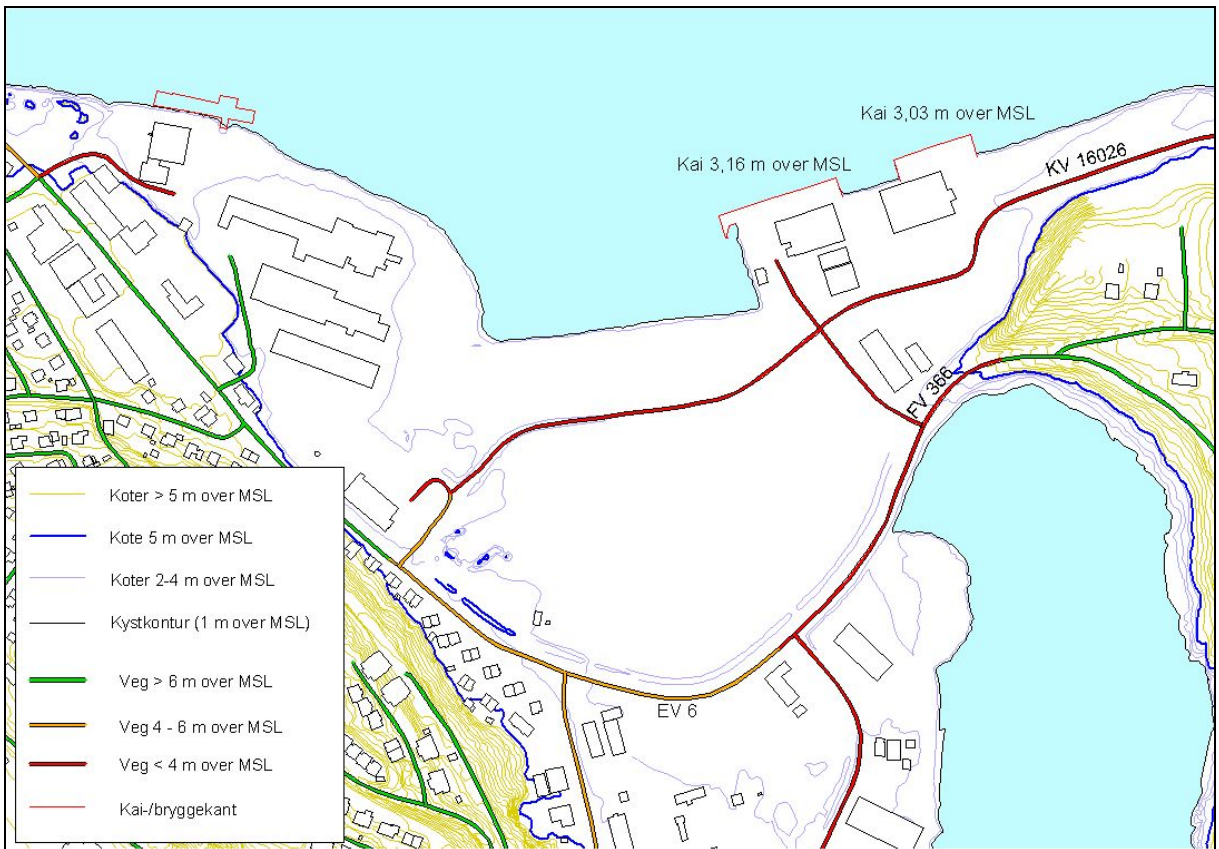 Kai 3,03 m over MSL
Kai 3,16 m over MSL
KV 16026
FV 366
EV 6
Koter > 5 m over MSL
Kote 5 m over MSL
Koter 2-4 m over MSL
Kystkontur (1 m over MSL)
Veg > 6 m over MSL
Veg 4 - 6 m over MSL
Veg < 4 m over MSL
Kai-/bryggekant